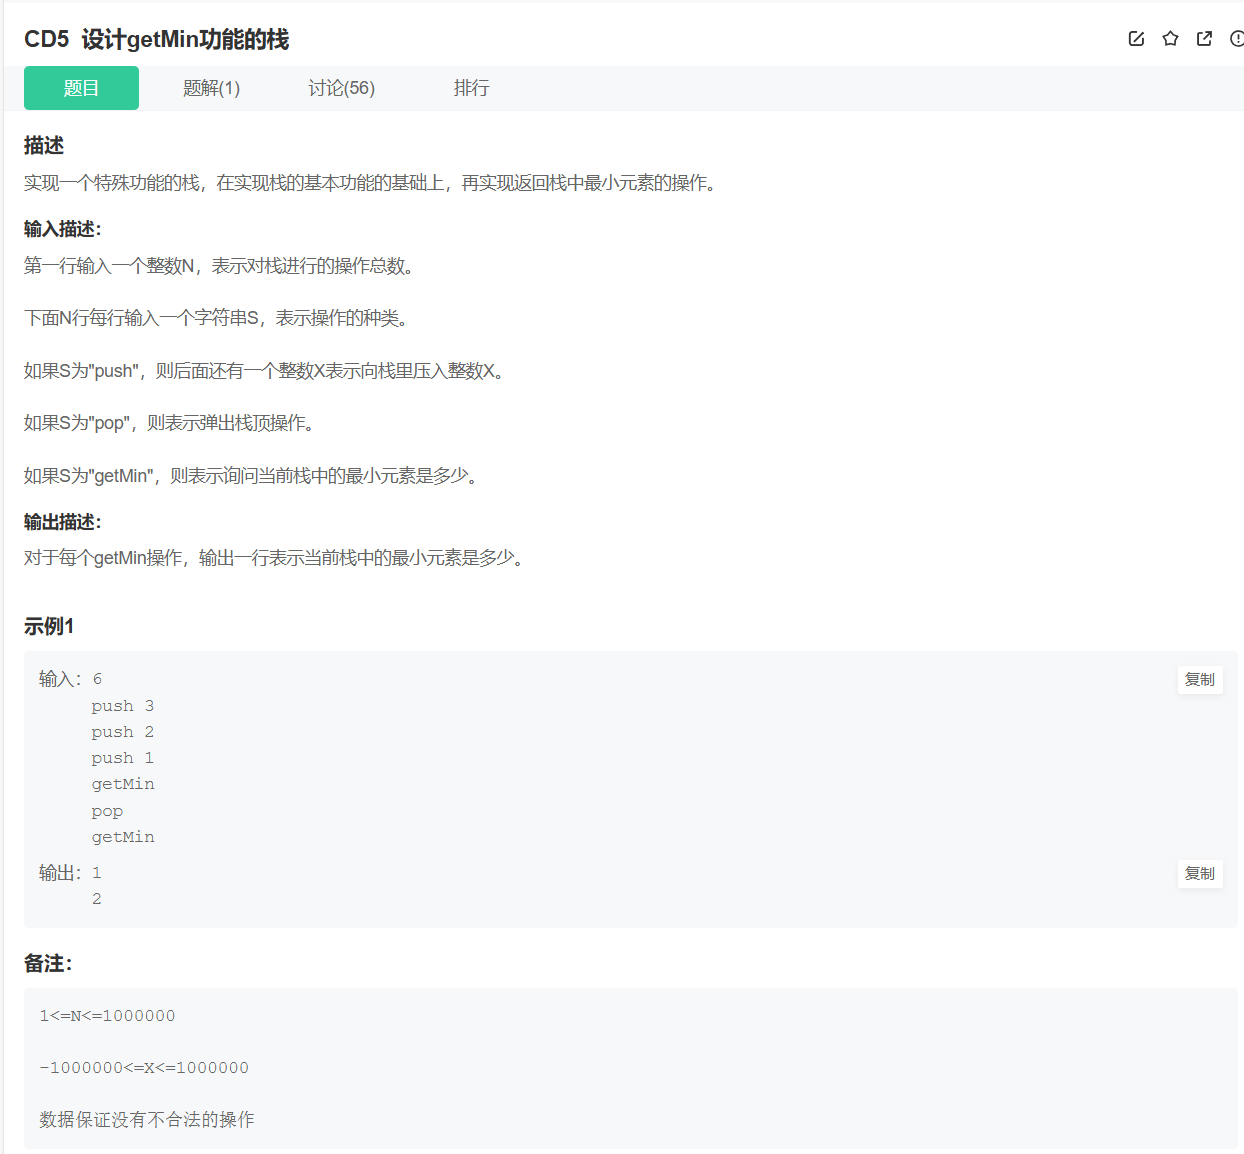 CD5 设计getMin功能的栈
题目 题解(1) 讨论(56) 排行
描述
实现一个特殊功能的栈，在实现栈的基本功能的基础上，再实现返回栈中最小元素的操作。
输入描述：
第一行输入一个整数N，表示对栈进行的操作总数。
下面N行每行输入一个字符串S，表示操作的种类。
如果S为"push"，则后面还有一个整数X表示向栈里压入整数X。
如果S为"pop"，则表示弹出栈顶操作。
如果S为"getMin"，则表示询问当前栈中的最小元素是多少。
输出描述：
对于每个getMin操作，输出一行表示当前栈中的最小元素是多少。
示例1
输入：6 复制
push 3
push 2
push 1
getMin
pop
getMin
输出：1 复制
2
备注：
1<=N<=1000000
-1000000<=X<=1000000
数据保证没有不合法的操作